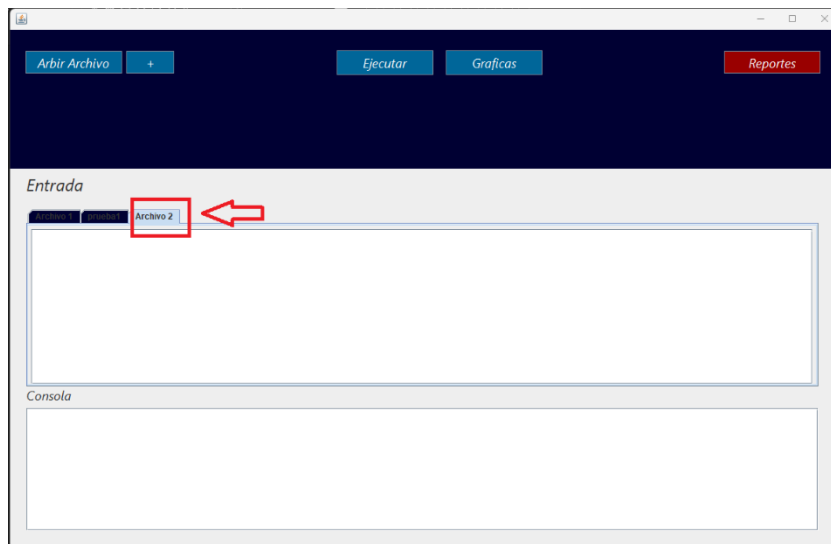 Arbir Archivo + Ejecutar Graficas Reportes
Entrada
Archivo 1 prueba1 Archivo 2
Consola